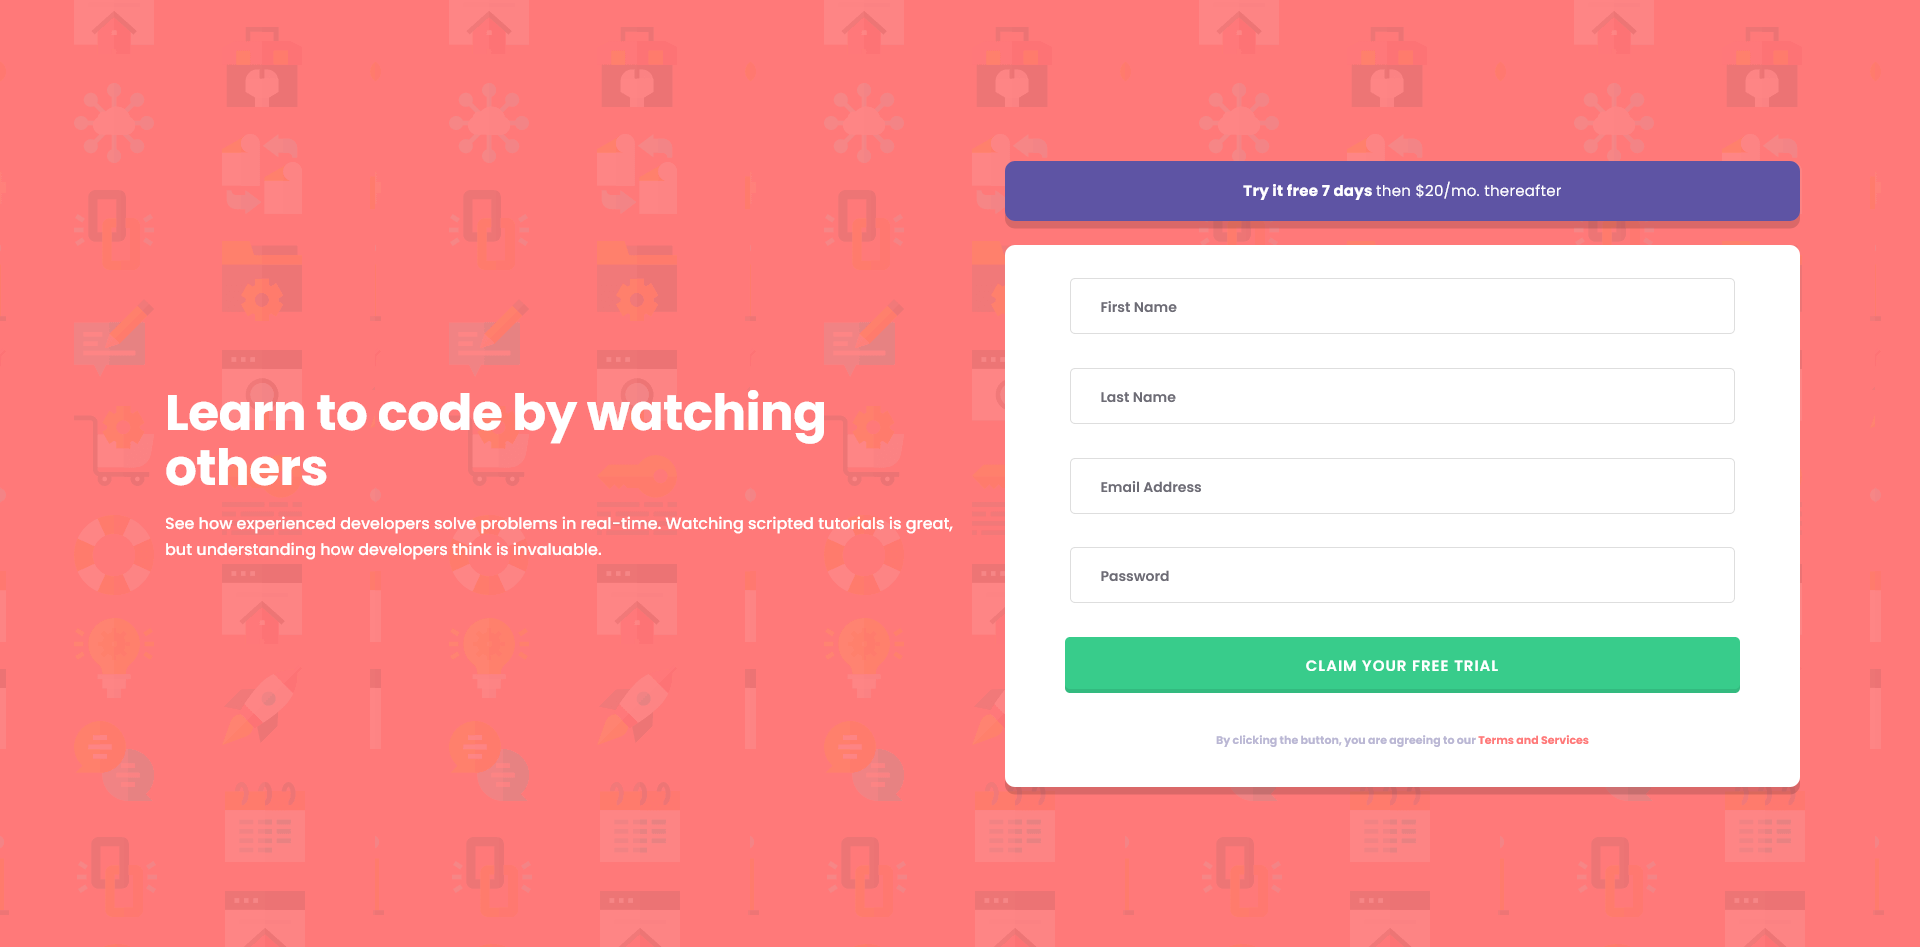 Learn to code by watching
others
See how experienced developers solve problems in real-time. Watching scripted tutorials is great,
but understanding how developers think is invaluable.
Try it free 7 days then $20/mo. thereafter
First Name
Last Name
Email Address
Password
CLAIM YOUR FREE TRIAL
By clicking the button, you are agreeing to our Terms and Services